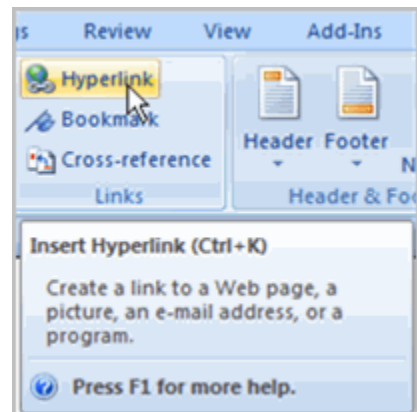 Review View Add-Ins
Hyperlink
Bookmark
Cross-reference
Header Footer
Links
Header &
Insert Hyperlink (Ctrl+K)
Create a link to a Web page, a
picture, an e-mail address, or a
program.
Press F1 for more help.